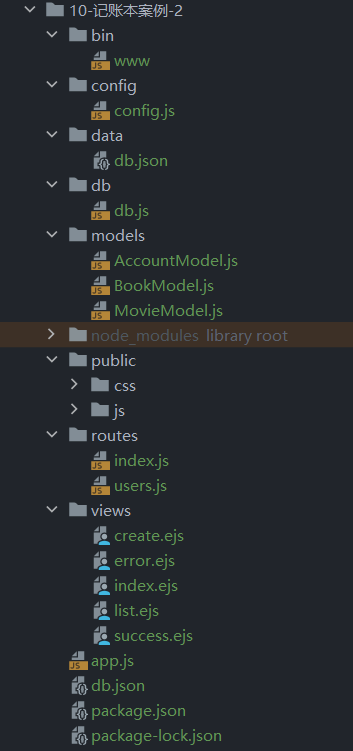 10-记账本案例-2
bin
www
config
config.js
data
db.json
db
db.js
models
AccountModel.js
BookModel.js
MovieModel.js
node_modules library root
public
css
js
routes
index.js
users.js
views
create.ejs
error.ejs
index.ejs
list.ejs
success.ejs
app.js
db.json
package.json
package-lock.json